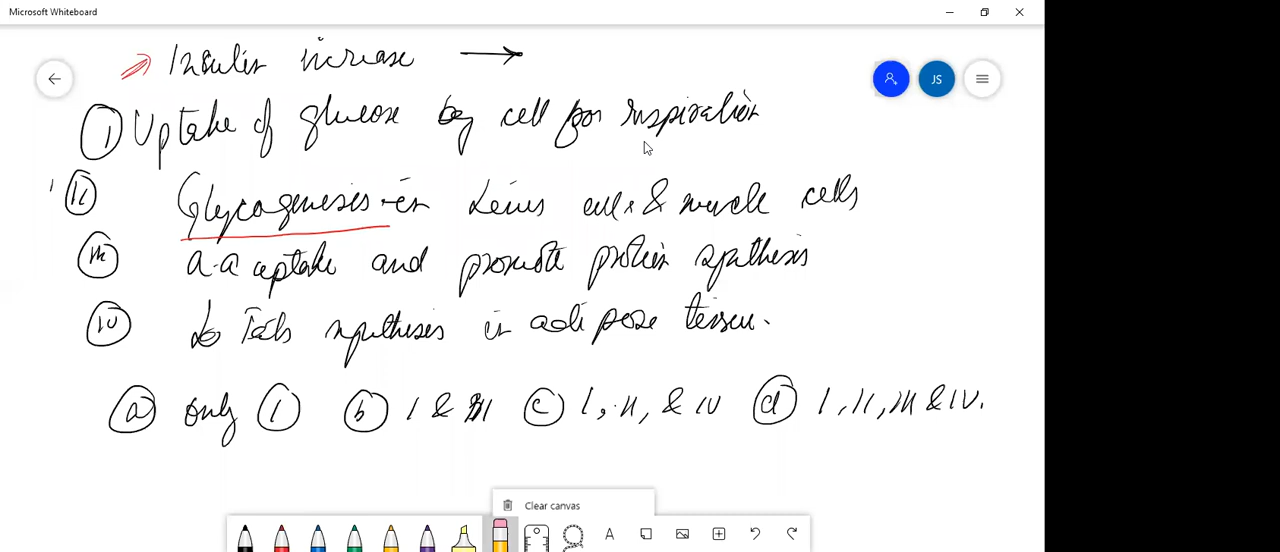 Microsoft Whiteboard
Insulin increase →
JS
I Uptake of glucose by cell for respiration
II Glycogenesis in cells & muscle cells
III a.a uptake and promote protein synthesis
IV Fats synthesis in adipose tissue.
a only I b I & III c I, II, & IV d I, II, III & IV.
Clear canvas
A